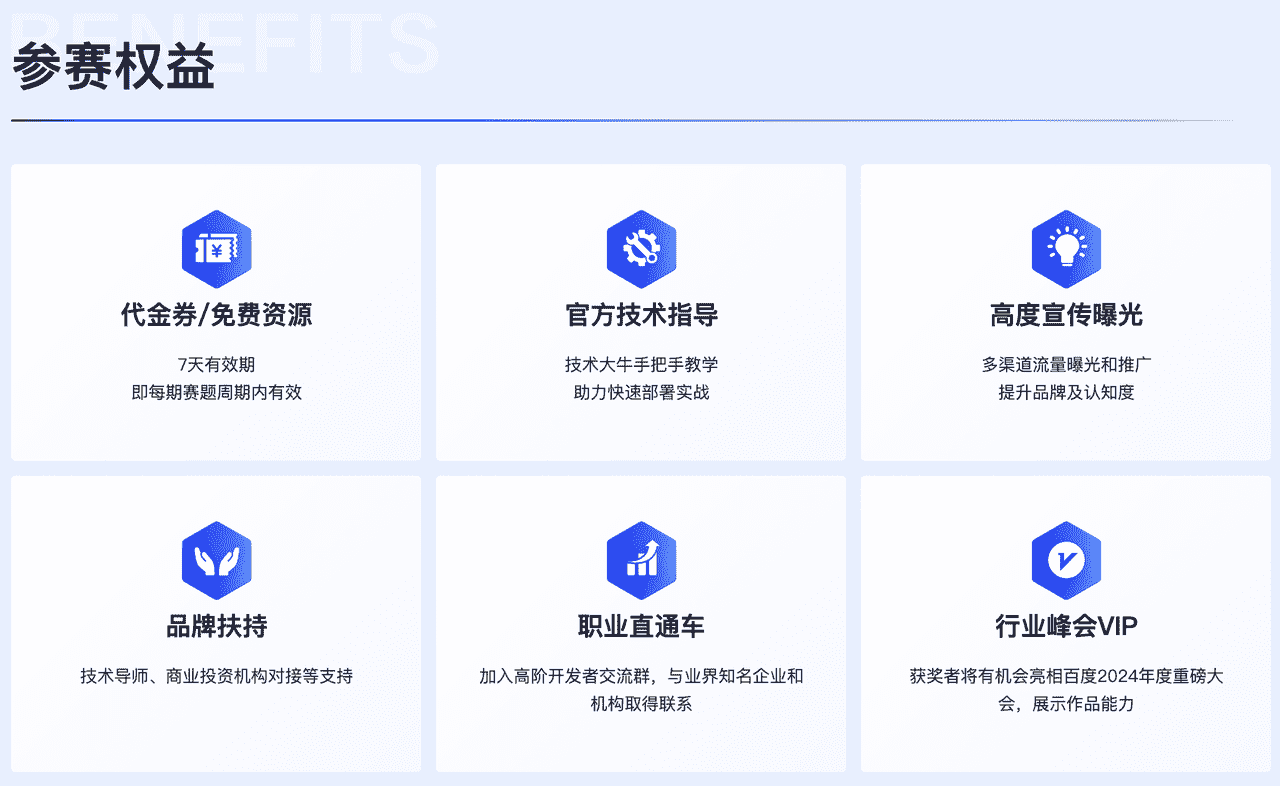 BENEFITS
参赛权益
代金券/免费资源
7天有效期
即每期赛题周期内有效
官方技术指导
技术大牛手把手教学
助力快速部署实战
高度宣传曝光
多渠道流量曝光和推广
提升品牌及认知度
品牌扶持
技术导师、商业投资机构对接等支持
职业直通车
加入高阶开发者交流群，与业界知名企业和
机构取得联系
行业峰会VIP
获奖者将有机会亮相百度2024年度重磅大
会，展示作品能力